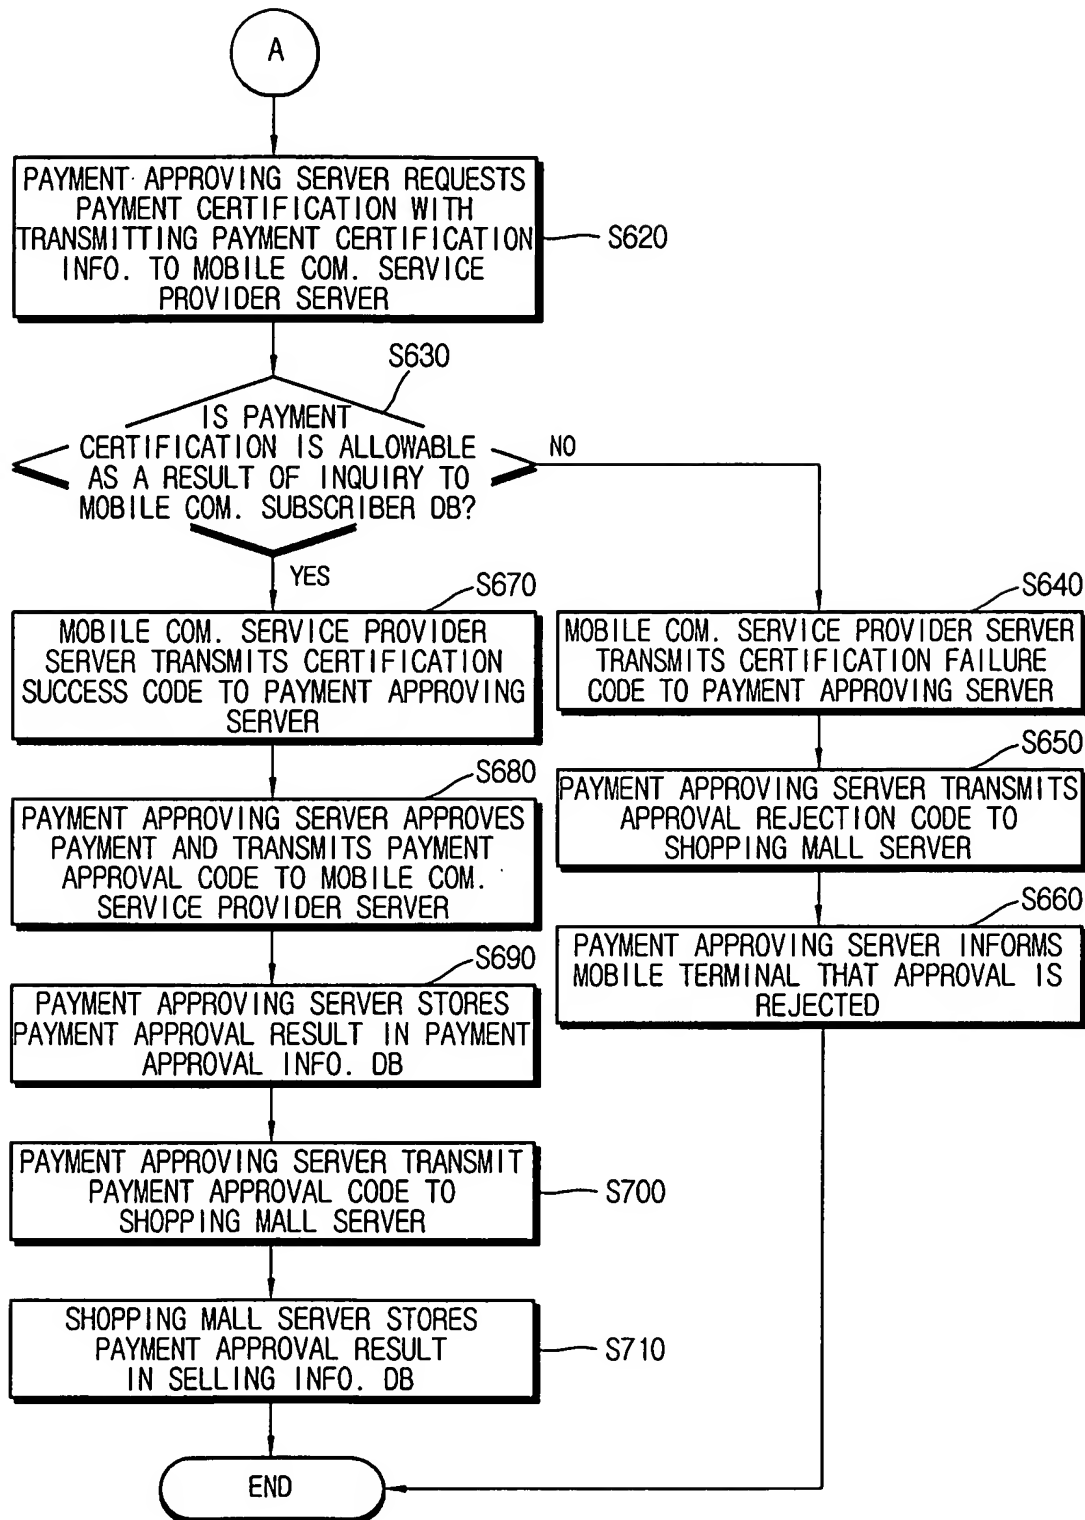 A
PAYMENT APPROVING SERVER REQUESTS
PAYMENT CERTIFICATION WITH
TRANSMITTING PAYMENT CERTIFICATION
INFO. TO MOBILE COM. SERVICE
PROVIDER SERVER
S620
S630
IS PAYMENT
CERTIFICATION IS ALLOWABLE
AS A RESULT OF INQUIRY TO
MOBILE COM. SUBSCRIBER DB?
NO
YES
S670
MOBILE COM. SERVICE PROVIDER
SERVER TRANSMITS CERTIFICATION
SUCCESS CODE TO PAYMENT APPROVING
SERVER
S640
MOBILE COM. SERVICE PROVIDER SERVER
TRANSMITS CERTIFICATION FAILURE
CODE TO PAYMENT APPROVING SERVER
S680
PAYMENT APPROVING SERVER APPROVES
PAYMENT AND TRANSMITS PAYMENT
APPROVAL CODE TO MOBILE COM.
SERVICE PROVIDER SERVER
S650
PAYMENT APPROVING SERVER TRANSMITS
APPROVAL REJECTION CODE TO
SHOPPING MALL SERVER
S660
PAYMENT APPROVING SERVER INFORMS
MOBILE TERMINAL THAT APPROVAL IS
REJECTED
S690
PAYMENT APPROVING SERVER STORES
PAYMENT APPROVAL RESULT IN PAYMENT
APPROVAL INFO. DB
PAYMENT APPROVING SERVER TRANSMIT
PAYMENT APPROVAL CODE TO
SHOPPING MALL SERVER
S700
SHOPPING MALL SERVER STORES
PAYMENT APPROVAL RESULT
IN SELLING INFO. DB
S710
END